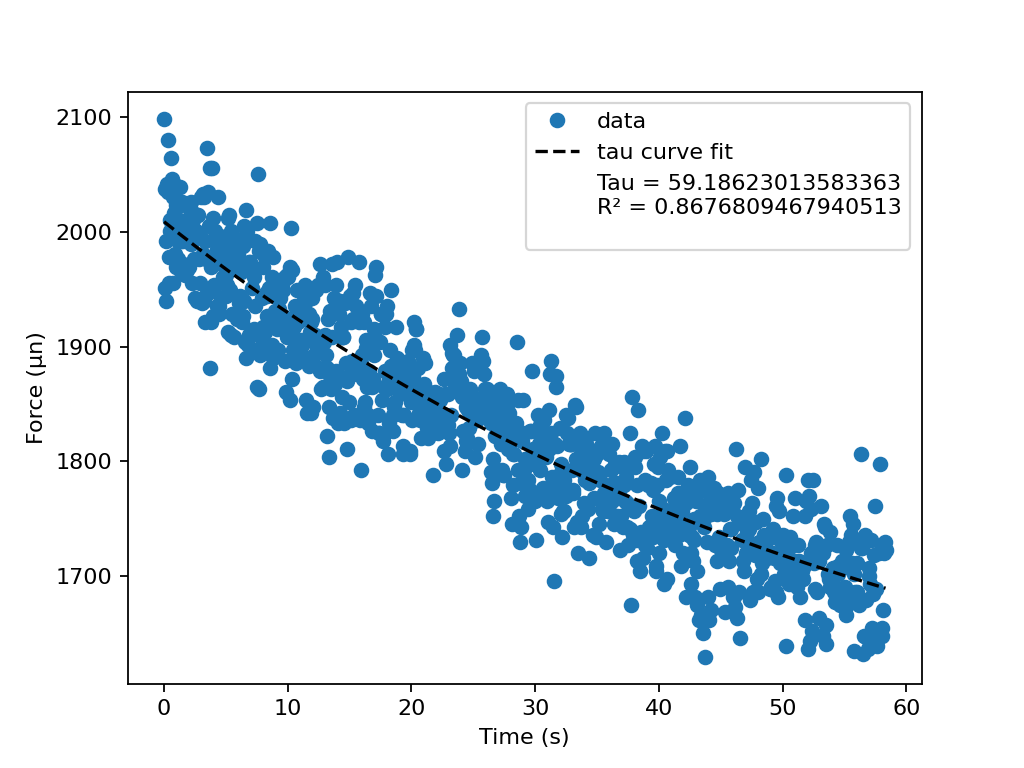 data
tau curve fit
Tau = 59.18623013583363
R² = 0.8676809467940513
2100
2000
1900
1800
1700
Force (μn)
0 10 20 30 40 50 60
Time (s)